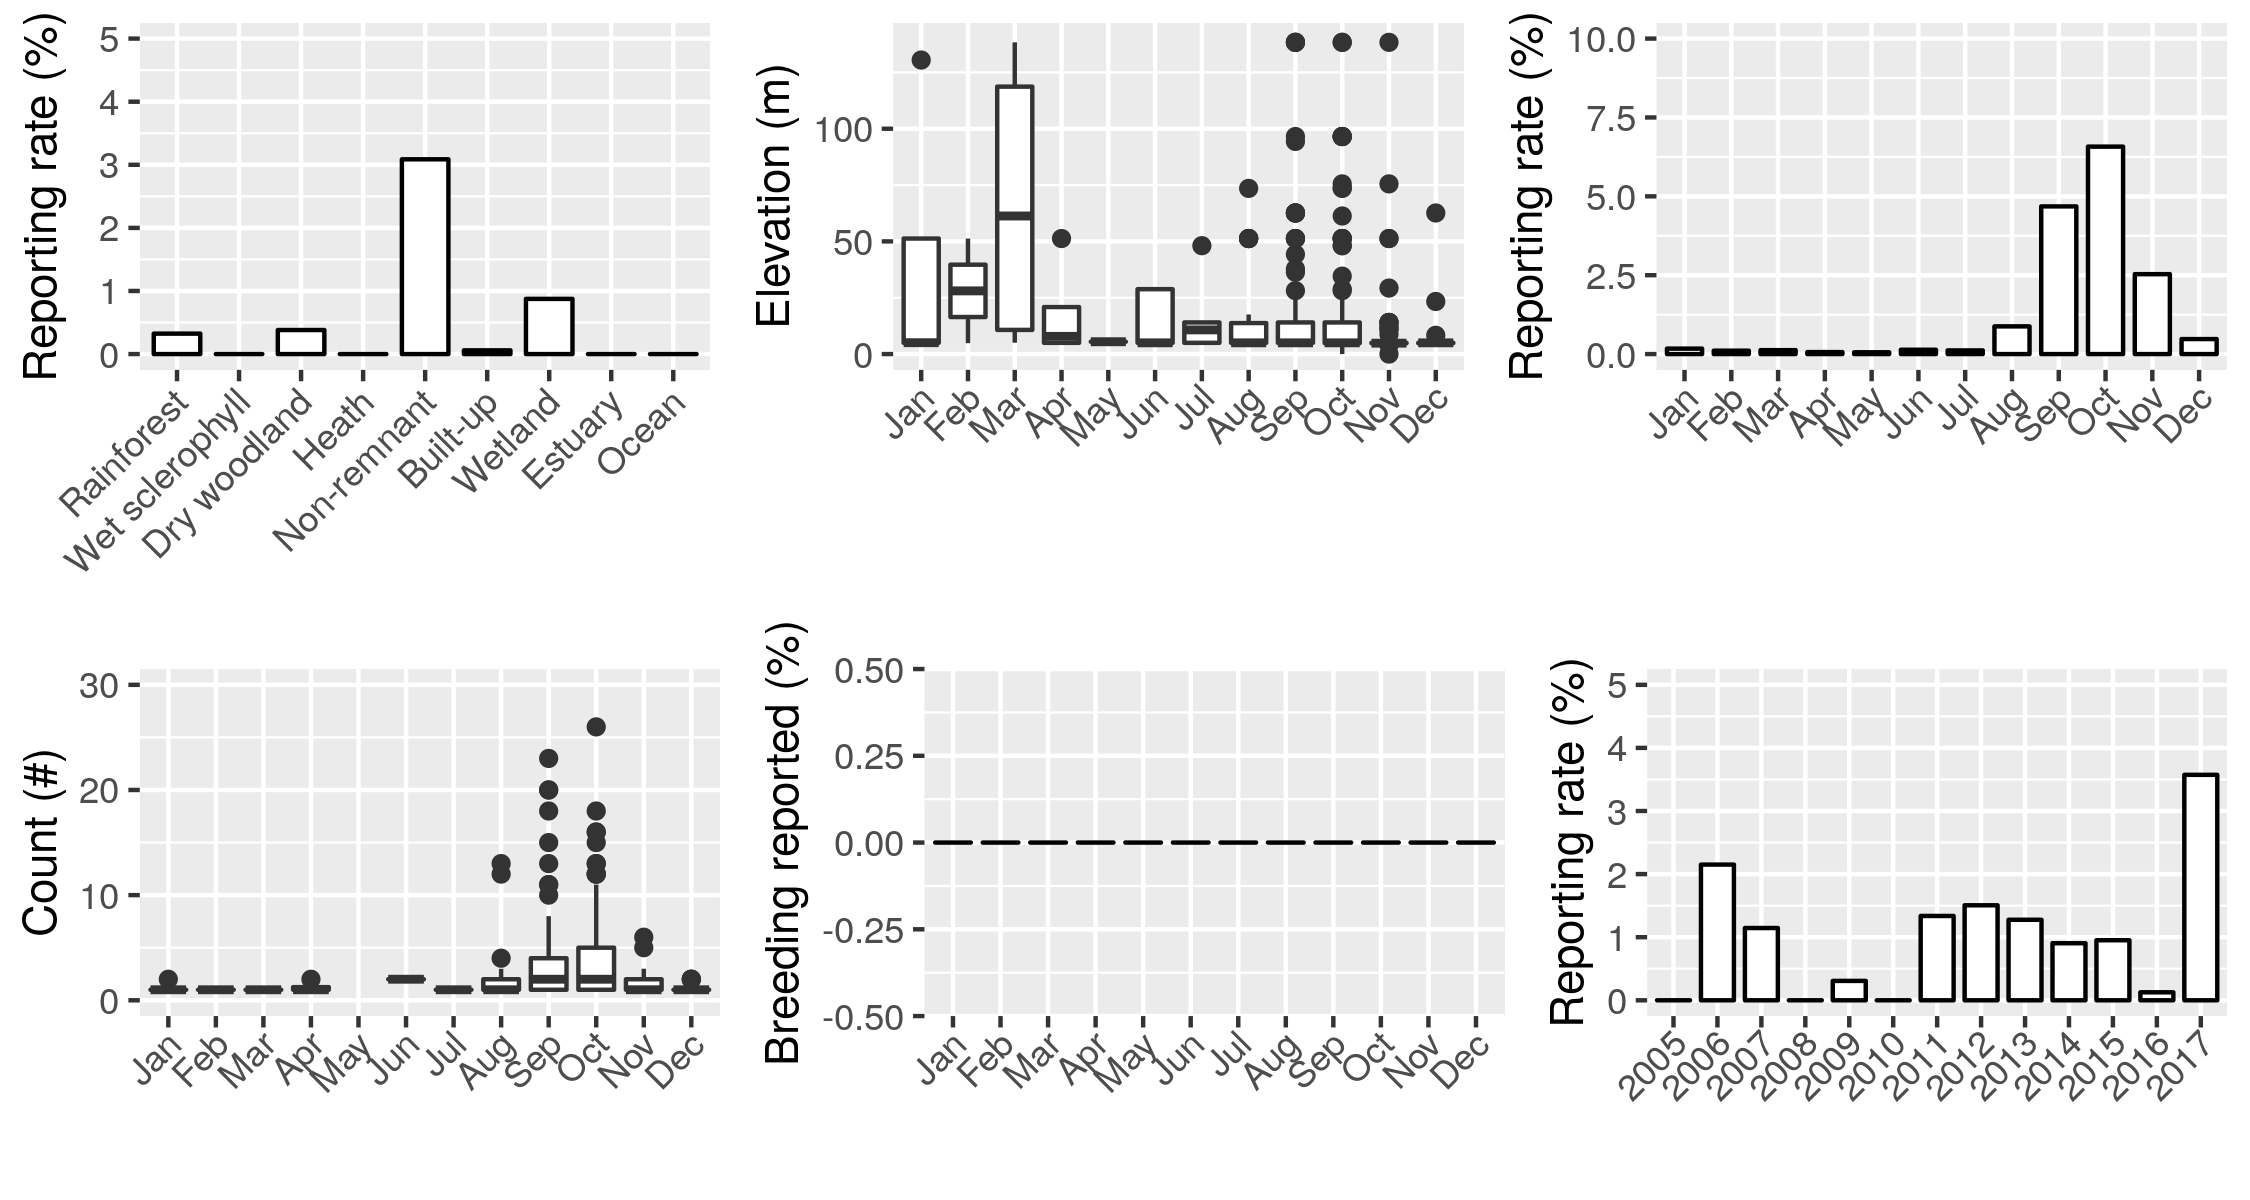 Reporting rate (%)
5
4
3
2
1
0
Rainforest
Wet sclerophyll
Dry woodland
Heath
Non-remnant
Built-up
Wetland
Estuary
Ocean
Elevation (m)
100
50
0
Jan
Feb
Mar
Apr
May
Jun
Jul
Aug
Sep
Oct
Nov
Dec
Reporting rate (%)
10.0
7.5
5.0
2.5
0.0
Jan
Feb
Mar
Apr
May
Jun
Jul
Aug
Sep
Oct
Nov
Dec
Count (#)
30
20
10
0
Jan
Feb
Mar
Apr
May
Jun
Jul
Aug
Sep
Oct
Nov
Dec
Breeding reported (%)
0.50
0.25
0.00
-0.25
-0.50
Jan
Feb
Mar
Apr
May
Jun
Jul
Aug
Sep
Oct
Nov
Dec
Reporting rate (%)
5
4
3
2
1
0
2005
2006
2007
2008
2009
2010
2011
2012
2013
2014
2015
2016
2017